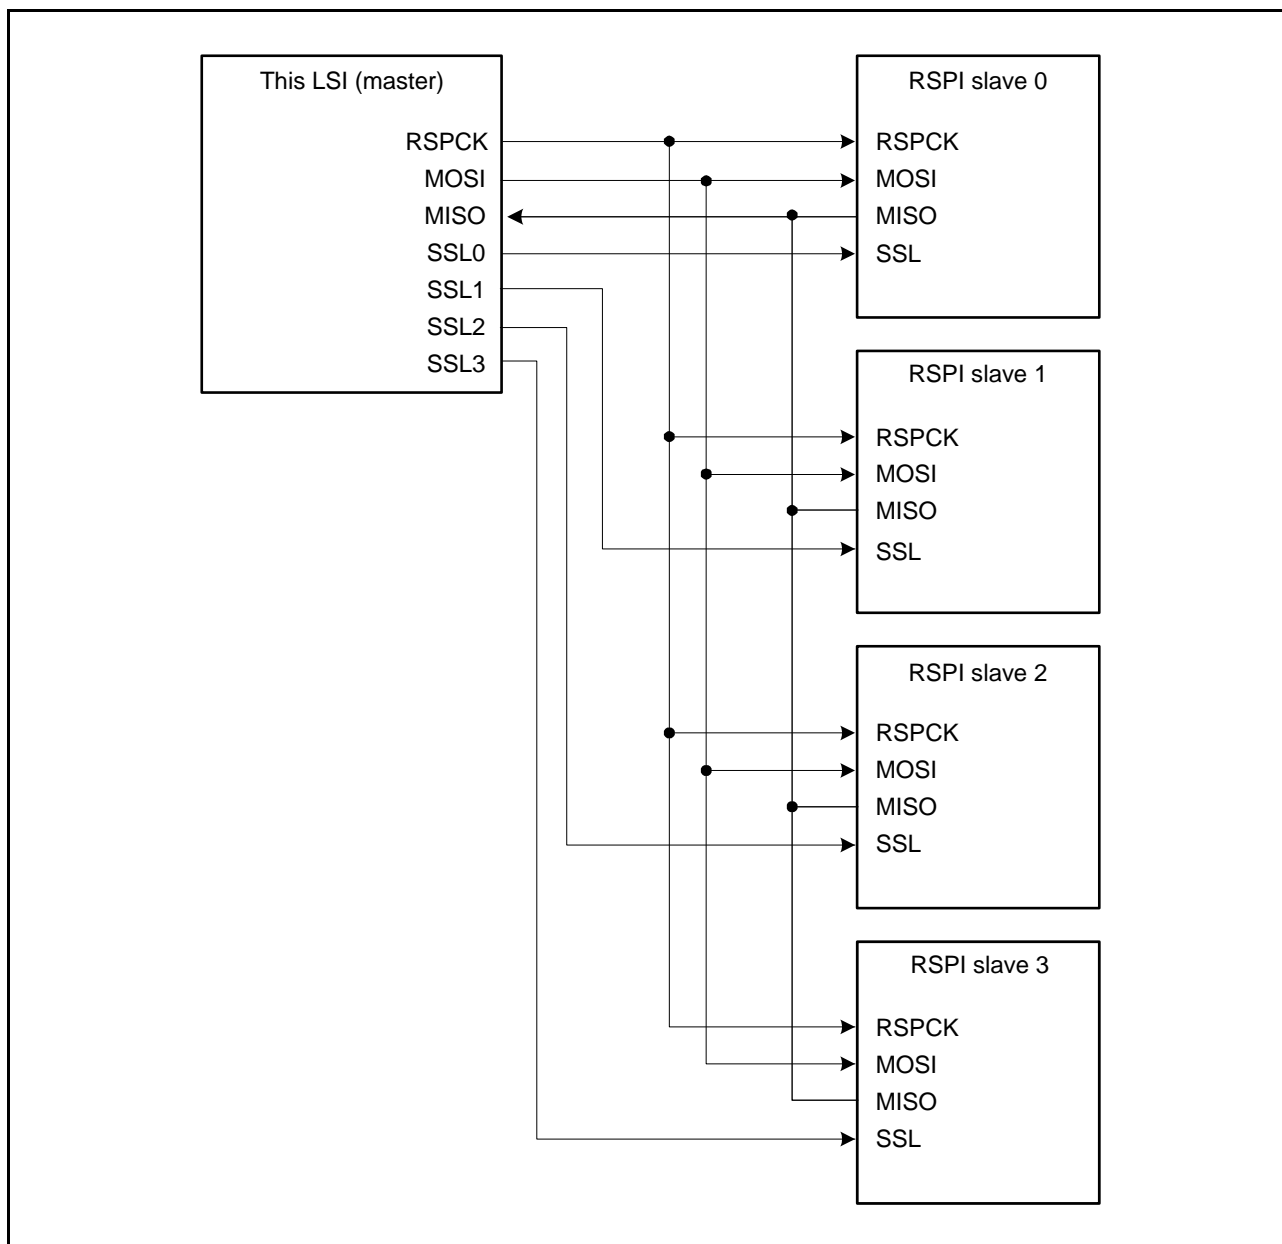 This LSI (master)
RSPCK
MOSI
MISO
SSL0
SSL1
SSL2
SSL3
RSPI slave 0
RSPCK
MOSI
MISO
SSL
RSPI slave 1
RSPCK
MOSI
MISO
SSL
RSPI slave 2
RSPCK
MOSI
MISO
SSL
RSPI slave 3
RSPCK
MOSI
MISO
SSL